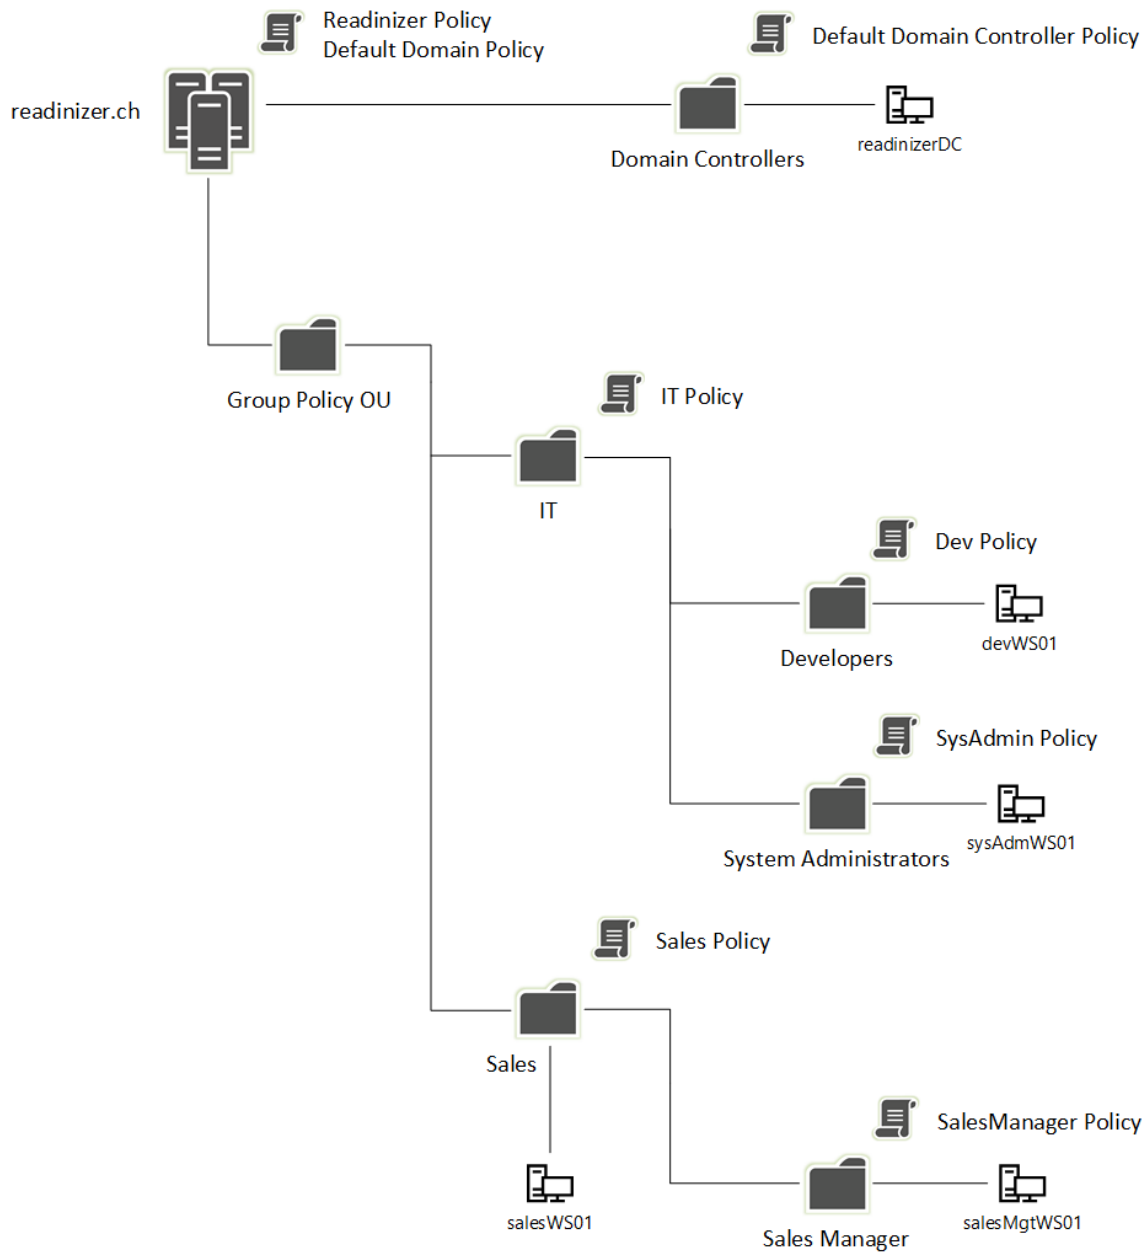 Readinizer Policy
Default Domain Policy
Default Domain Controller Policy
readinizer.ch
readinizerDC
Domain Controllers
Group Policy OU
IT Policy
IT
Dev Policy
devWS01
Developers
SysAdmin Policy
sysAdmWS01
System Administrators
Sales Policy
Sales
SalesManager Policy
salesWS01
salesMgtWS01
Sales Manager